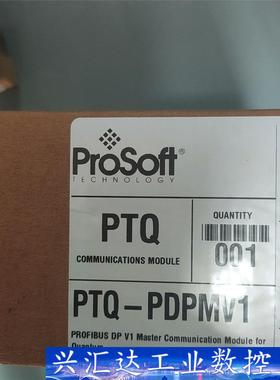 ProSoft®
TECHNOLOGY
PTQ
COMMUNICATIONS MODULE
QUANTITY
001
PTQ-PDPMV1
PROFIBUS DP V1 Master Communication Module for
Quantum
兴汇达工业数控